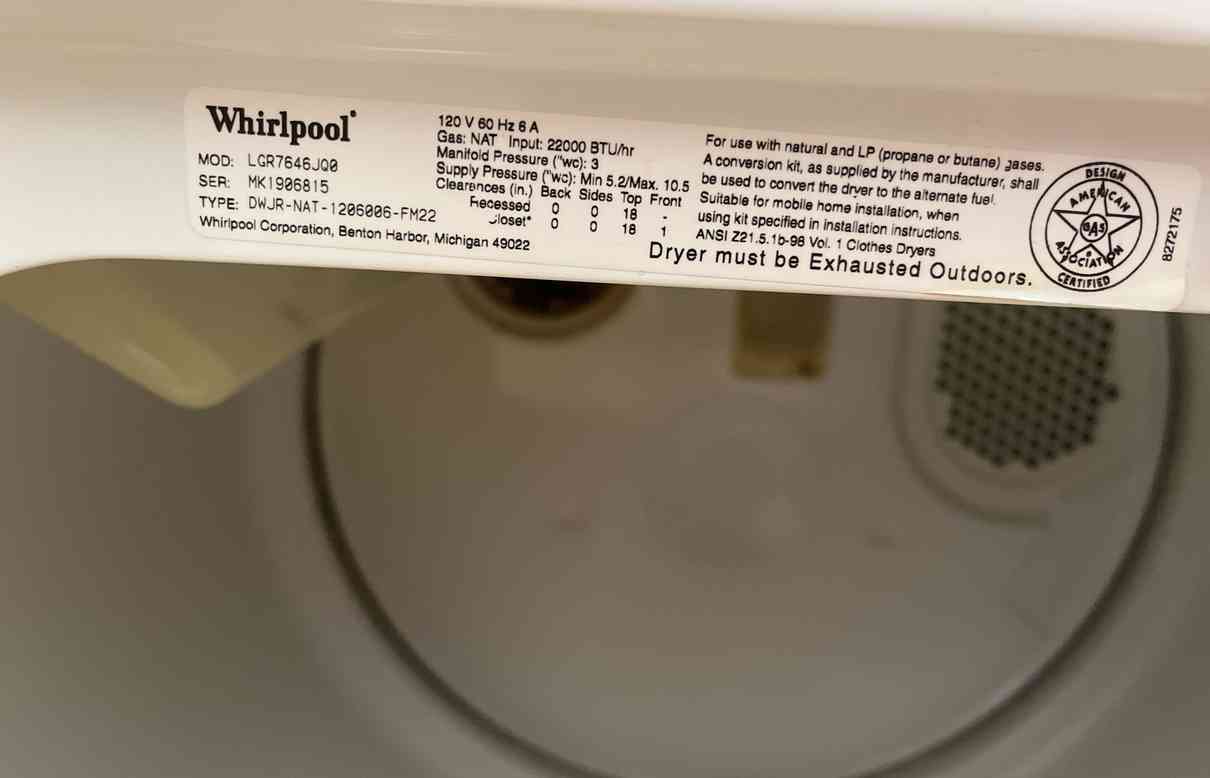 Whirlpool
MOD: LGR7646JQ0
SER: MK1906815
TYPE: DWJR-NAT-1206006-FM22
Whirlpool Corporation, Benton Harbor, Michigan 49022
120 V 60 Hz 6 A
Gas: NAT Input: 22000 BTU/hr
Manifold Pressure ("wc): 3
Supply Pressure ("wc): Min 5.2/Max. 10.5
Clearences (in.) Back Sides Top Front
Recessed 0 0 18 -
Closet* 0 0 18 1
For use with natural and LP (propane or butane) gases.
A conversion kit, as supplied by the manufacturer, shall
be used to convert the dryer to the alternate fuel.
Suitable for mobile home installation, when
using kit specified in installation instructions.
ANSI Z21.5.1b-98 Vol. 1 Clothes Dryers
Dryer must be Exhausted Outdoors.
DESIGN
AMERICAN
GAS
ASSOCIATION
CERTIFIED
8272175